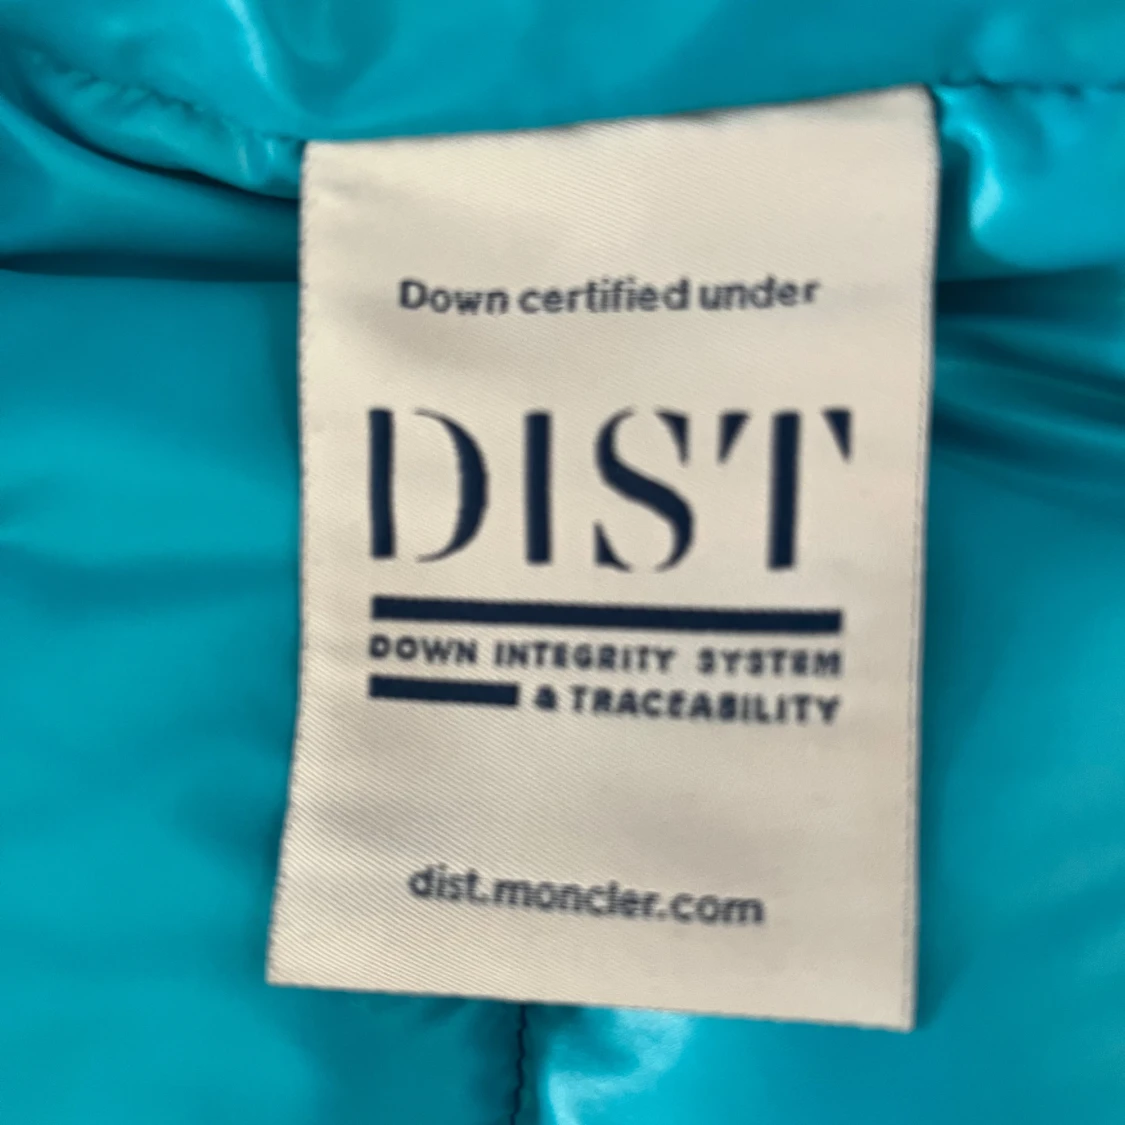 Down certified under
DIST
DOWN INTEGRITY SYSTEM
& TRACEABILITY
dist.moncler.com